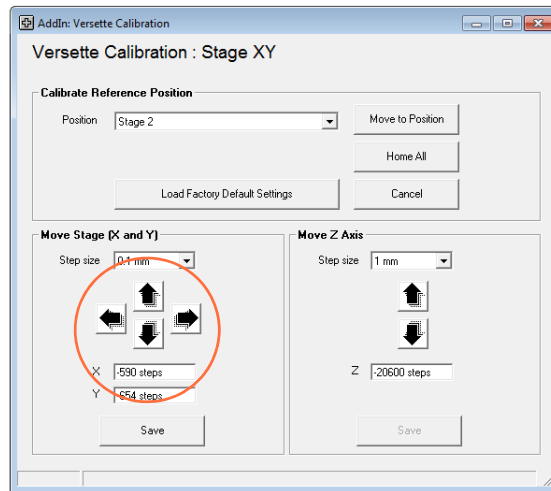 AddIn: Versette Calibration
Versette Calibration : Stage XY
Calibrate Reference Position
Position
Stage 2
Move to Position
Home All
Load Factory Default Settings
Cancel
Move Stage (X and Y)
Step size
0.1 mm
X
-590 steps
Y
-654 steps
Save
Move Z Axis
Step size
1 mm
Z
-20600 steps
Save